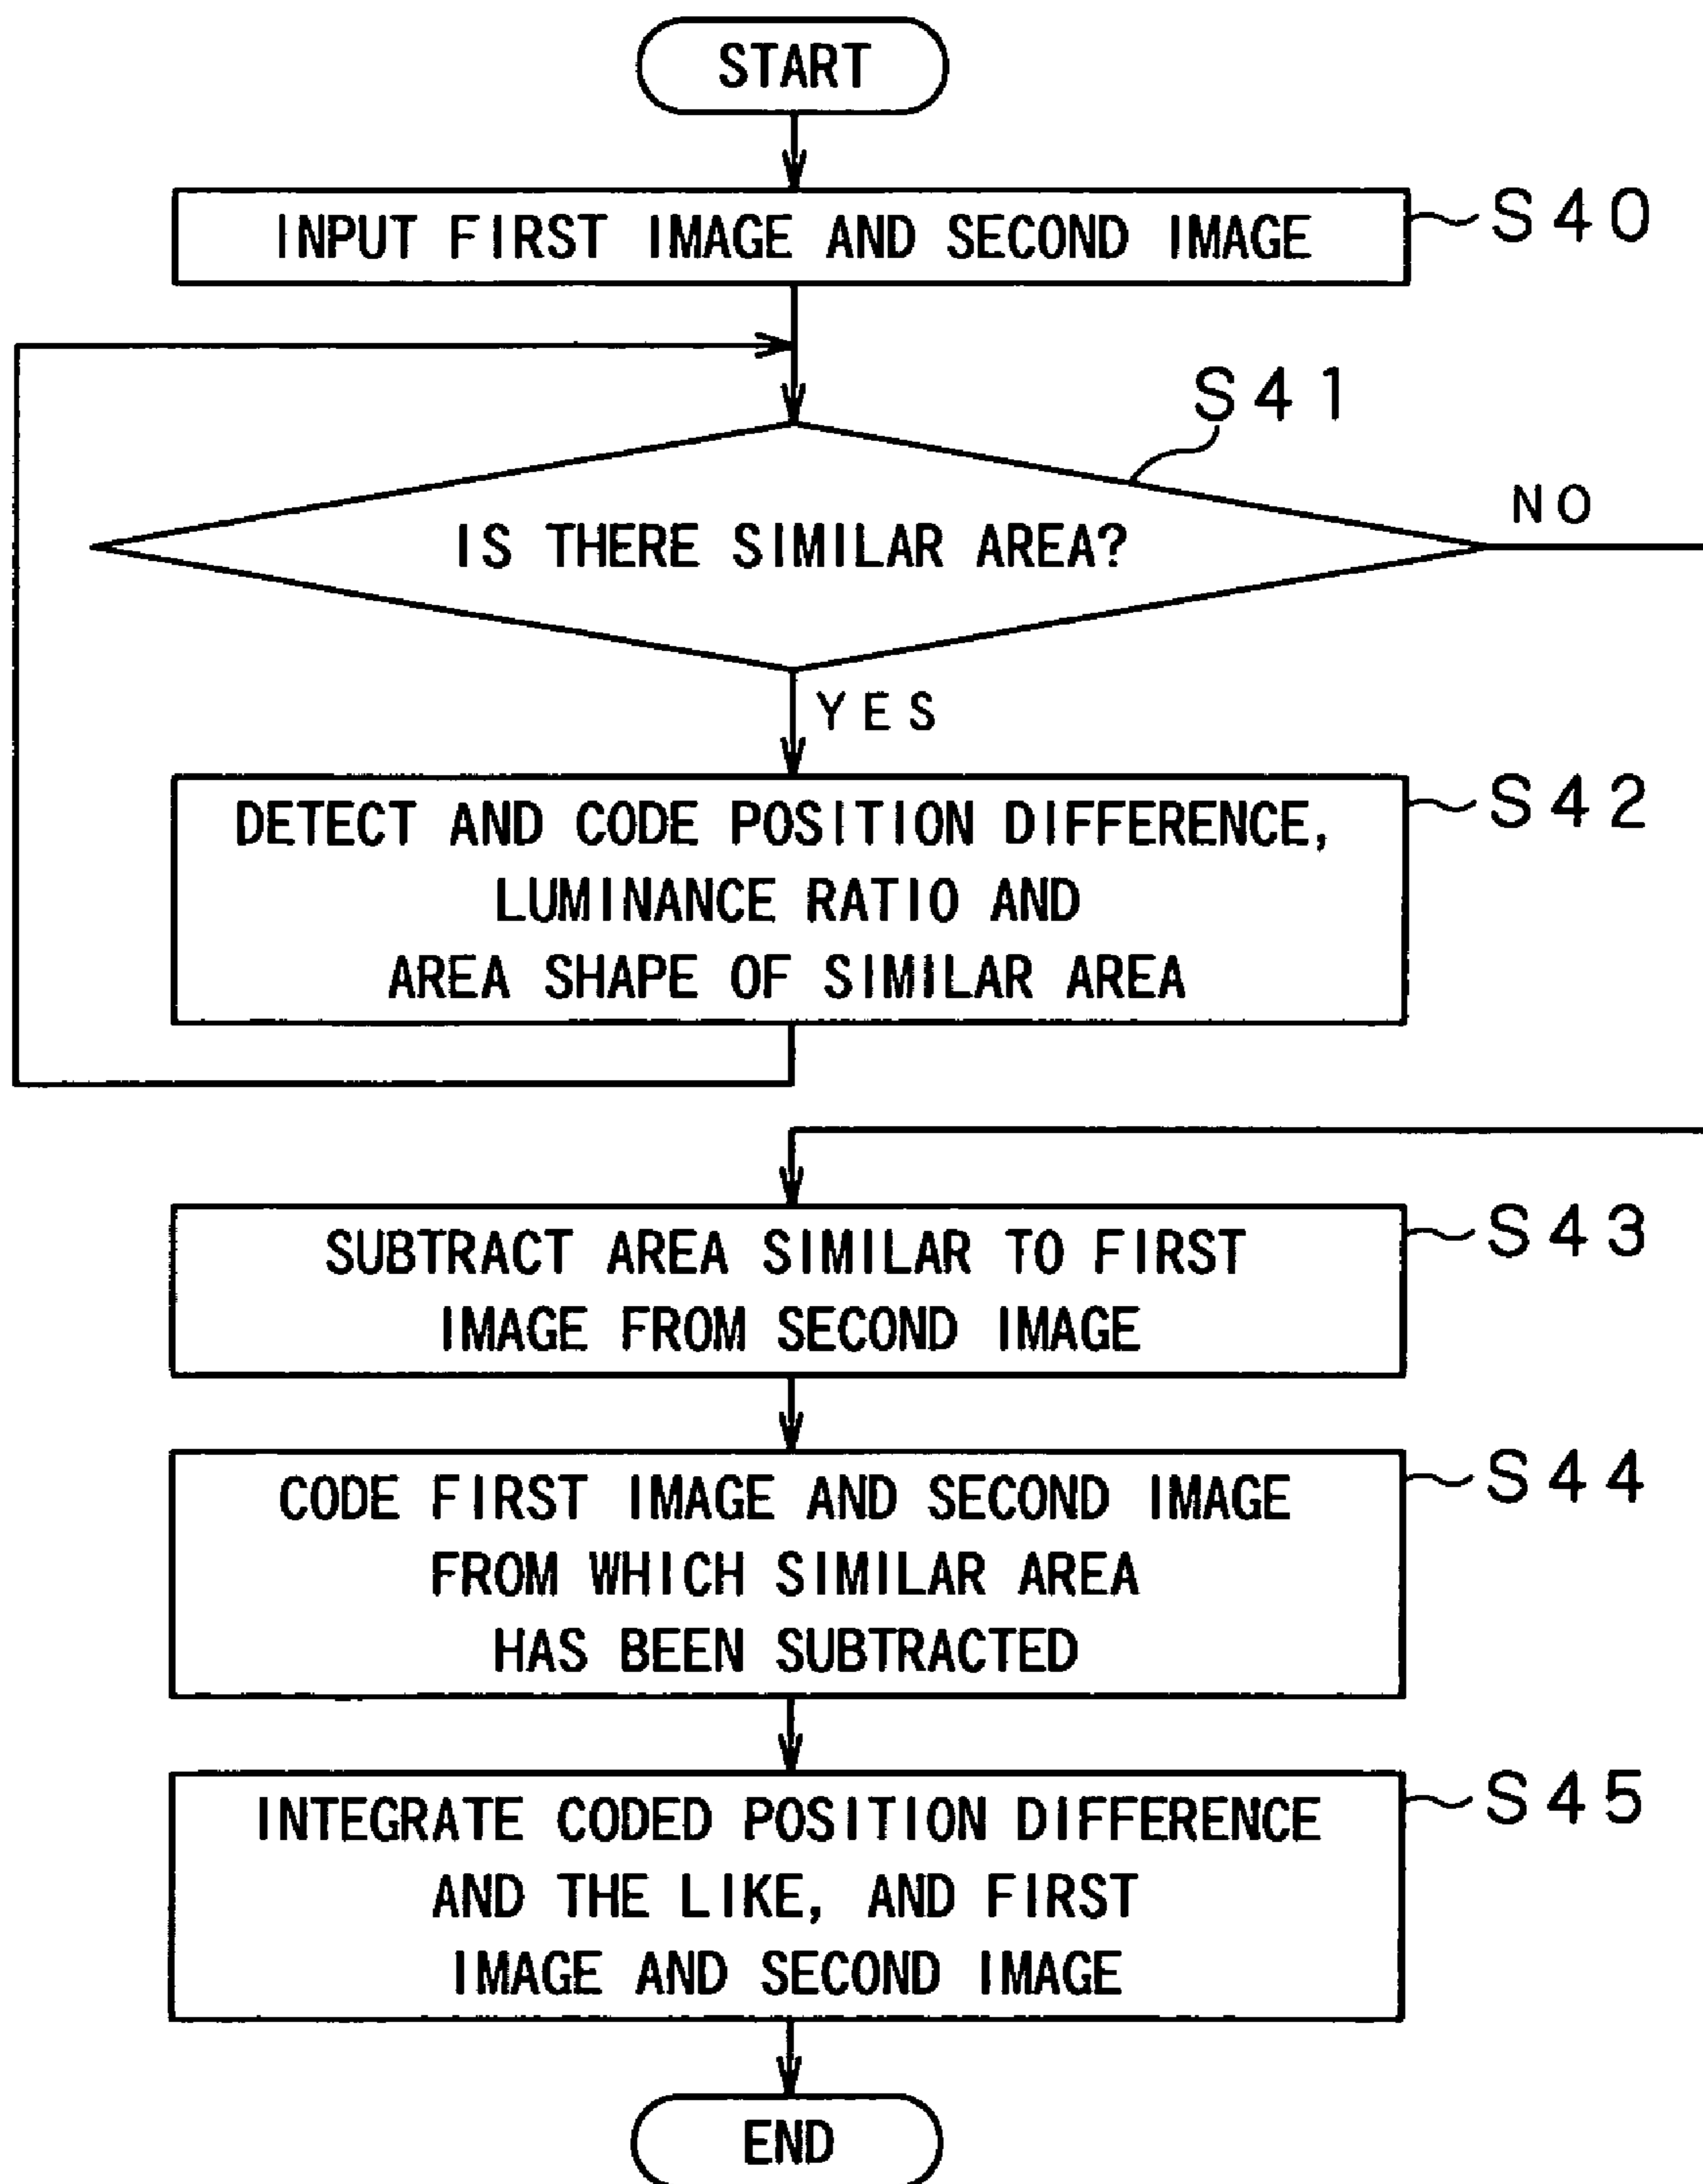 START
INPUT FIRST IMAGE AND SECOND IMAGE
S40
S41
IS THERE SIMILAR AREA?
NO
YES
DETECT AND CODE POSITION DIFFERENCE,
LUMINANCE RATIO AND
AREA SHAPE OF SIMILAR AREA
S42
SUBTRACT AREA SIMILAR TO FIRST
IMAGE FROM SECOND IMAGE
S43
CODE FIRST IMAGE AND SECOND IMAGE
FROM WHICH SIMILAR AREA
HAS BEEN SUBTRACTED
S44
INTEGRATE CODED POSITION DIFFERENCE
AND THE LIKE, AND FIRST
IMAGE AND SECOND IMAGE
S45
END